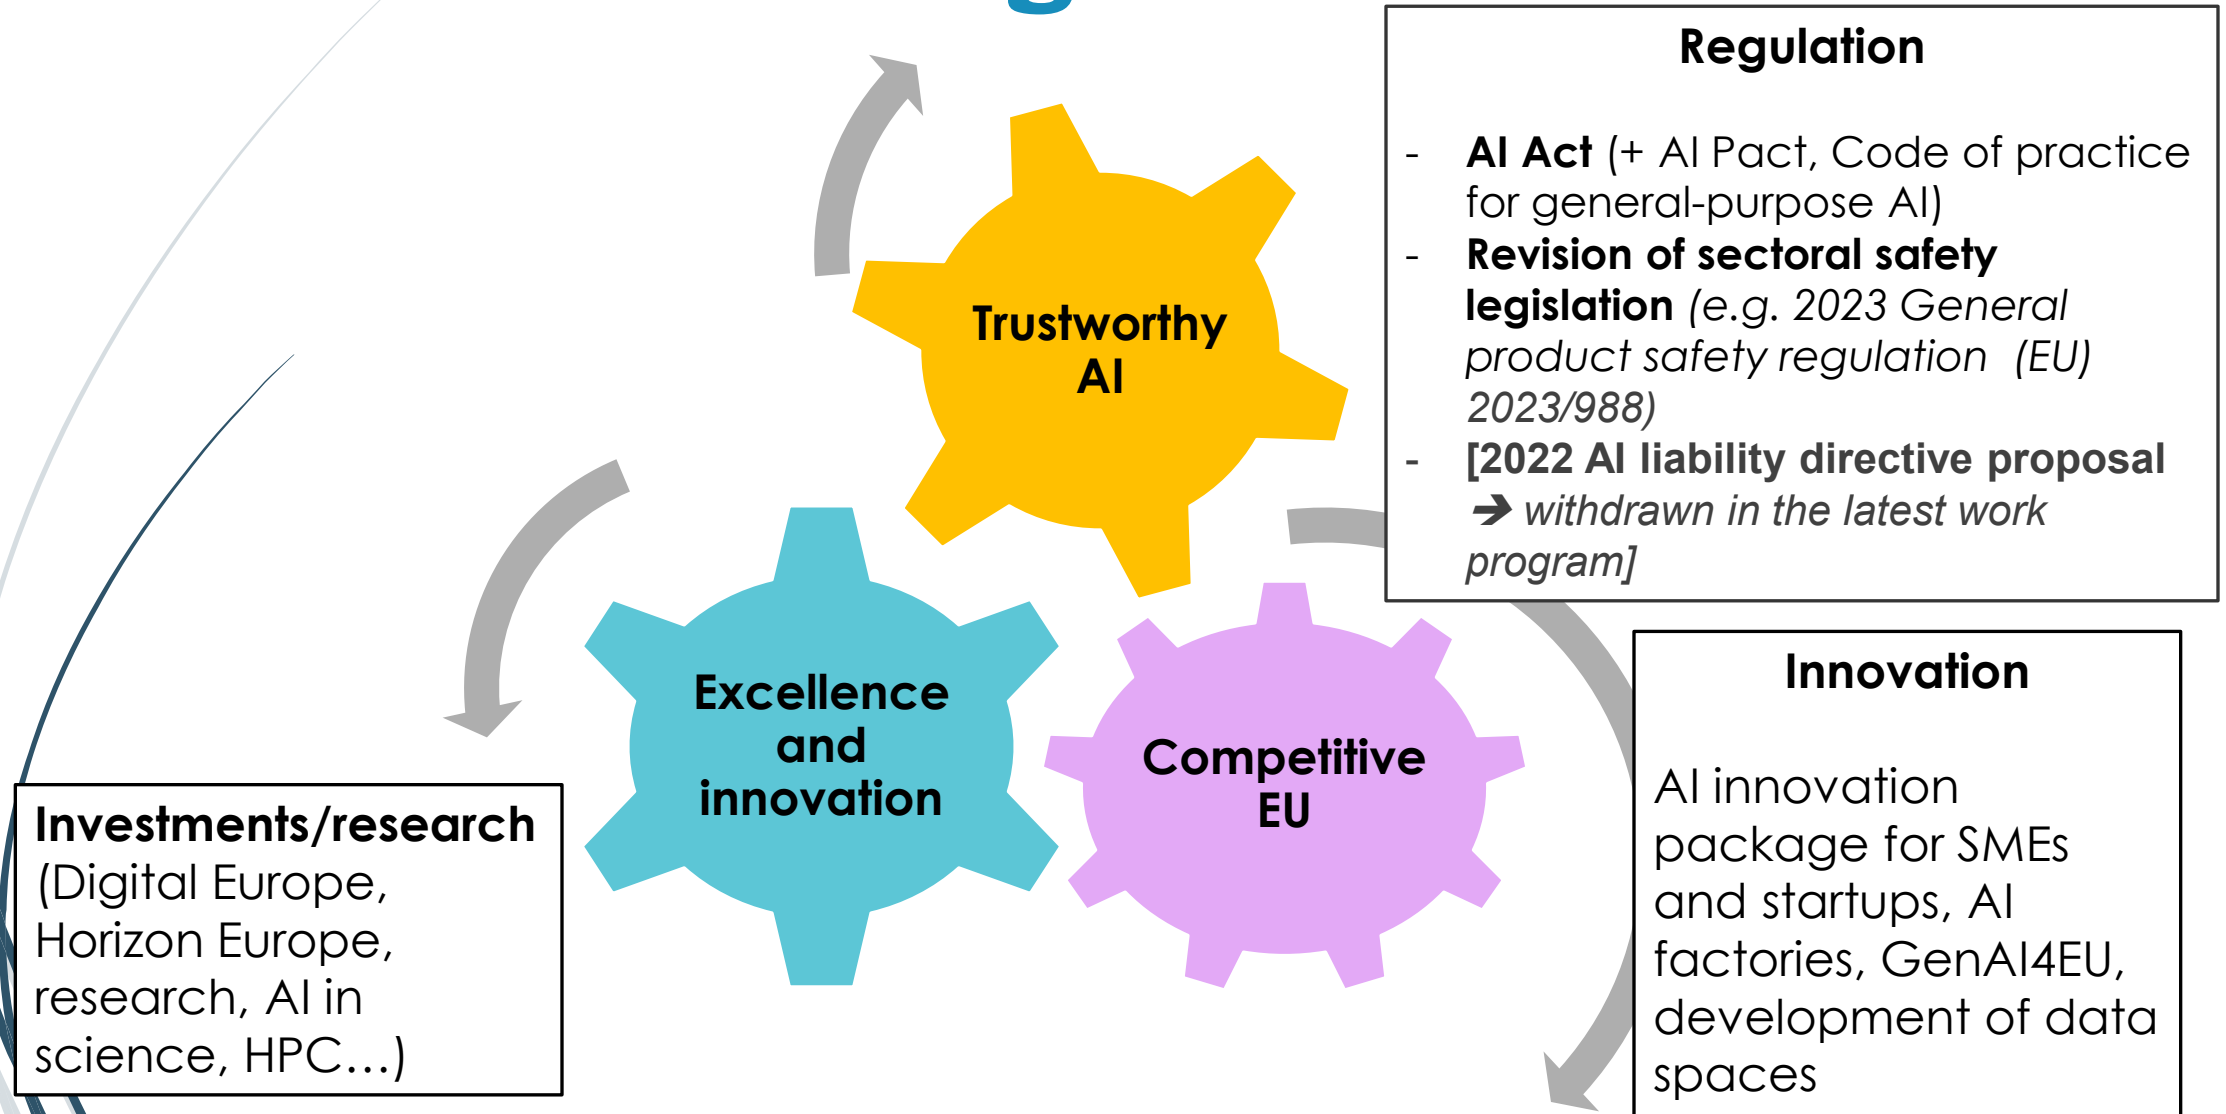 Regulation
- AI Act (+ AI Pact, Code of practice
for general-purpose AI)
- Revision of sectoral safety
legislation (e.g. 2023 General
product safety regulation (EU)
2023/988)
- [2022 AI liability directive proposal
➔ withdrawn in the latest work
program]
Trustworthy
AI
Excellence
and
innovation
Competitive
EU
Investments/research
(Digital Europe,
Horizon Europe,
research, AI in
science, HPC...)
Innovation
AI innovation
package for SMEs
and startups, AI
factories, GenAI4EU,
development of data
spaces